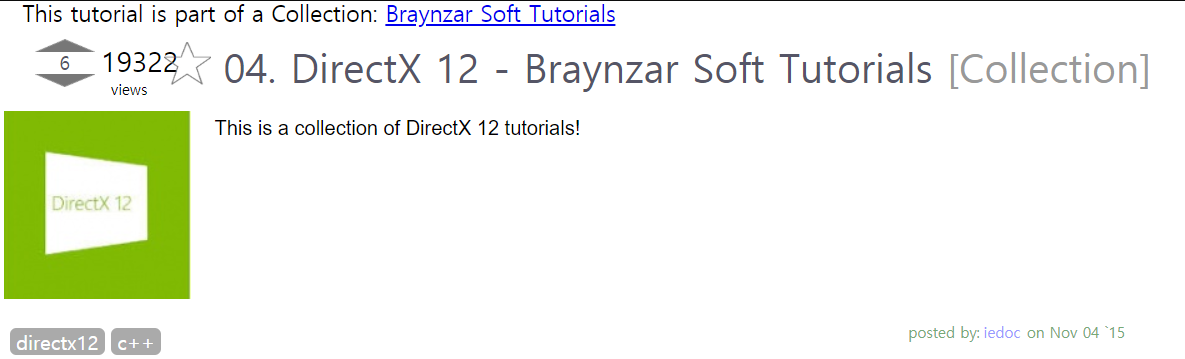 This tutorial is part of a Collection: Braynzar Soft Tutorials
6
19322
views
04. DirectX 12 - Braynzar Soft Tutorials [Collection]
This is a collection of DirectX 12 tutorials!
DirectX 12
directx12 c++
posted by: iedoc on Nov 04 `15